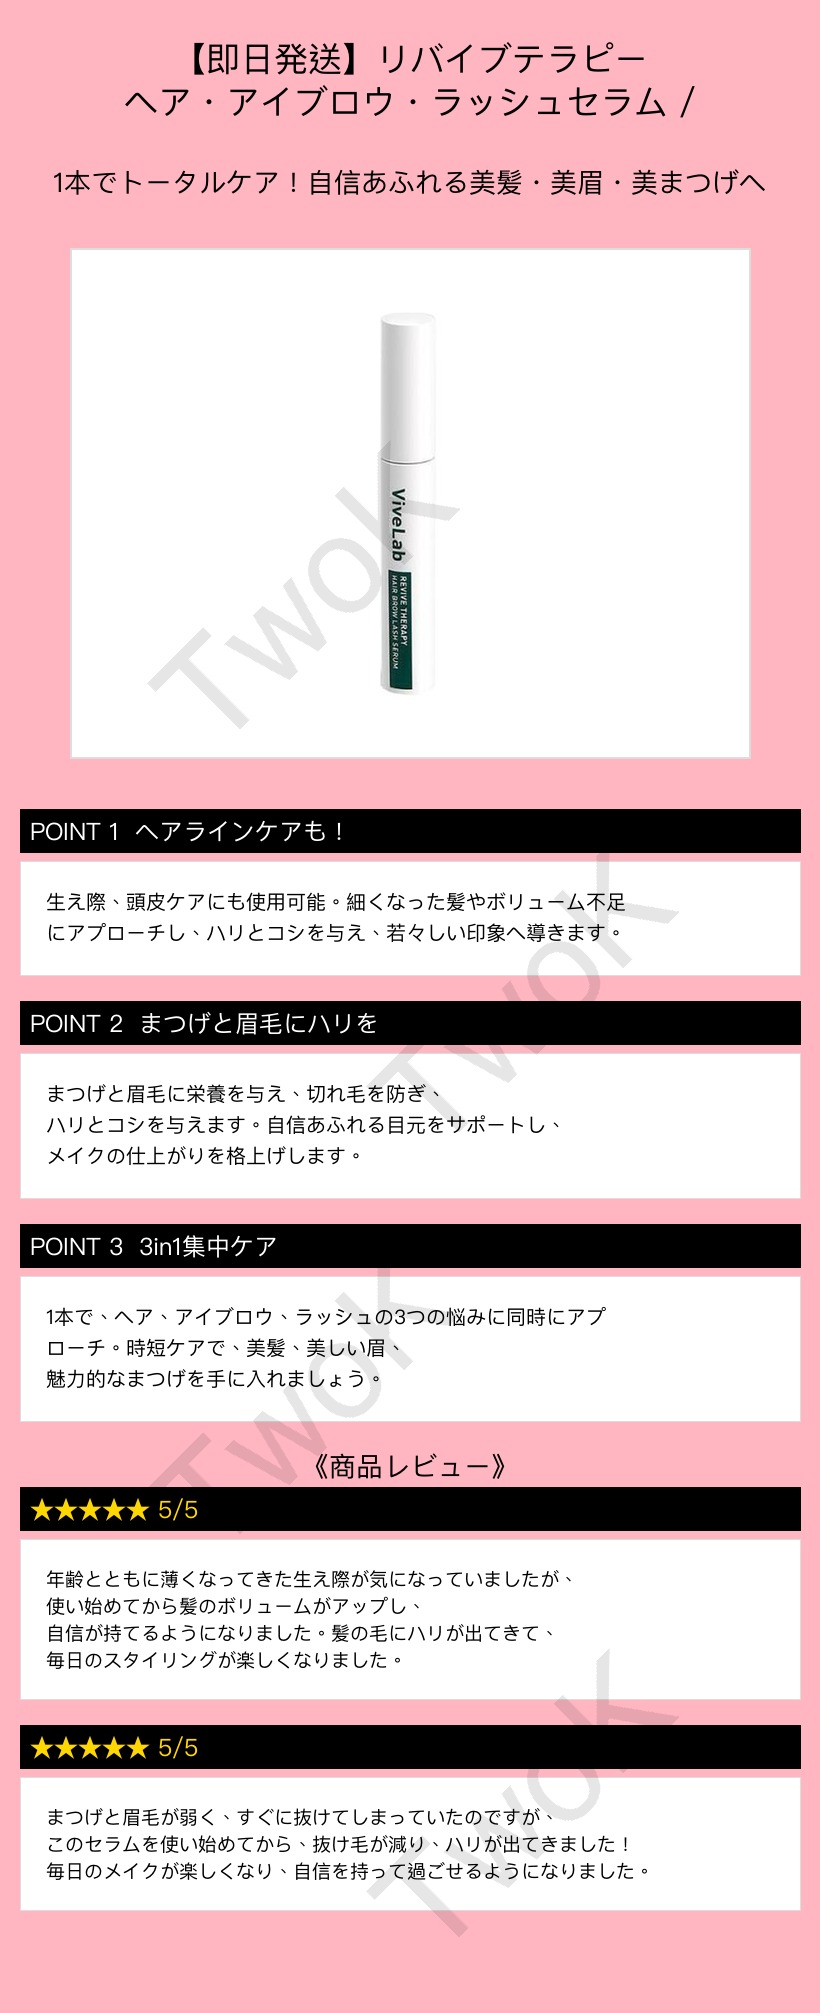 【即日発送】リバイブテラピー
ヘア・アイブロウ・ラッシュセラム /
1本でトータルケア！自信あふれる美髪・美眉・美まつげへ
ViveLab
REVIVE THERAPY
HAIR BROW LASH SERUM
TwoK
POINT 1 ヘアラインケアも！
生え際、頭皮ケアにも使用可能。細くなった髪やボリューム不足
にアプローチし、ハリとコシを与え、若々しい印象へ導きます。
TwoK
POINT 2 まつげと眉毛にハリを
まつげと眉毛に栄養を与え、切れ毛を防ぎ、
ハリとコシを与えます。自信あふれる目元をサポートし、
メイクの仕上がりを格上げします。
POINT 3 3in1集中ケア
1本で、ヘア、アイブロウ、ラッシュの3つの悩みに同時にアプ
ローチ。時短ケアで、美髪、美しい眉、
魅力的なまつげを手に入れましょう。
TwoK
《商品レビュー》
★★★★★ 5/5
年齢とともに薄くなってきた生え際が気になっていましたが、
使い始めてから髪のボリュームがアップし、
自信が持てるようになりました。髪の毛にハリが出てきて、
毎日のスタイリングが楽しくなりました。
★★★★★ 5/5
まつげと眉毛が弱く、すぐに抜けてしまっていたのですが、
このセラムを使い始めてから、抜け毛が減り、ハリが出てきました！
毎日のメイクが楽しくなり、自信を持って過ごせるようになりました。
TwoK